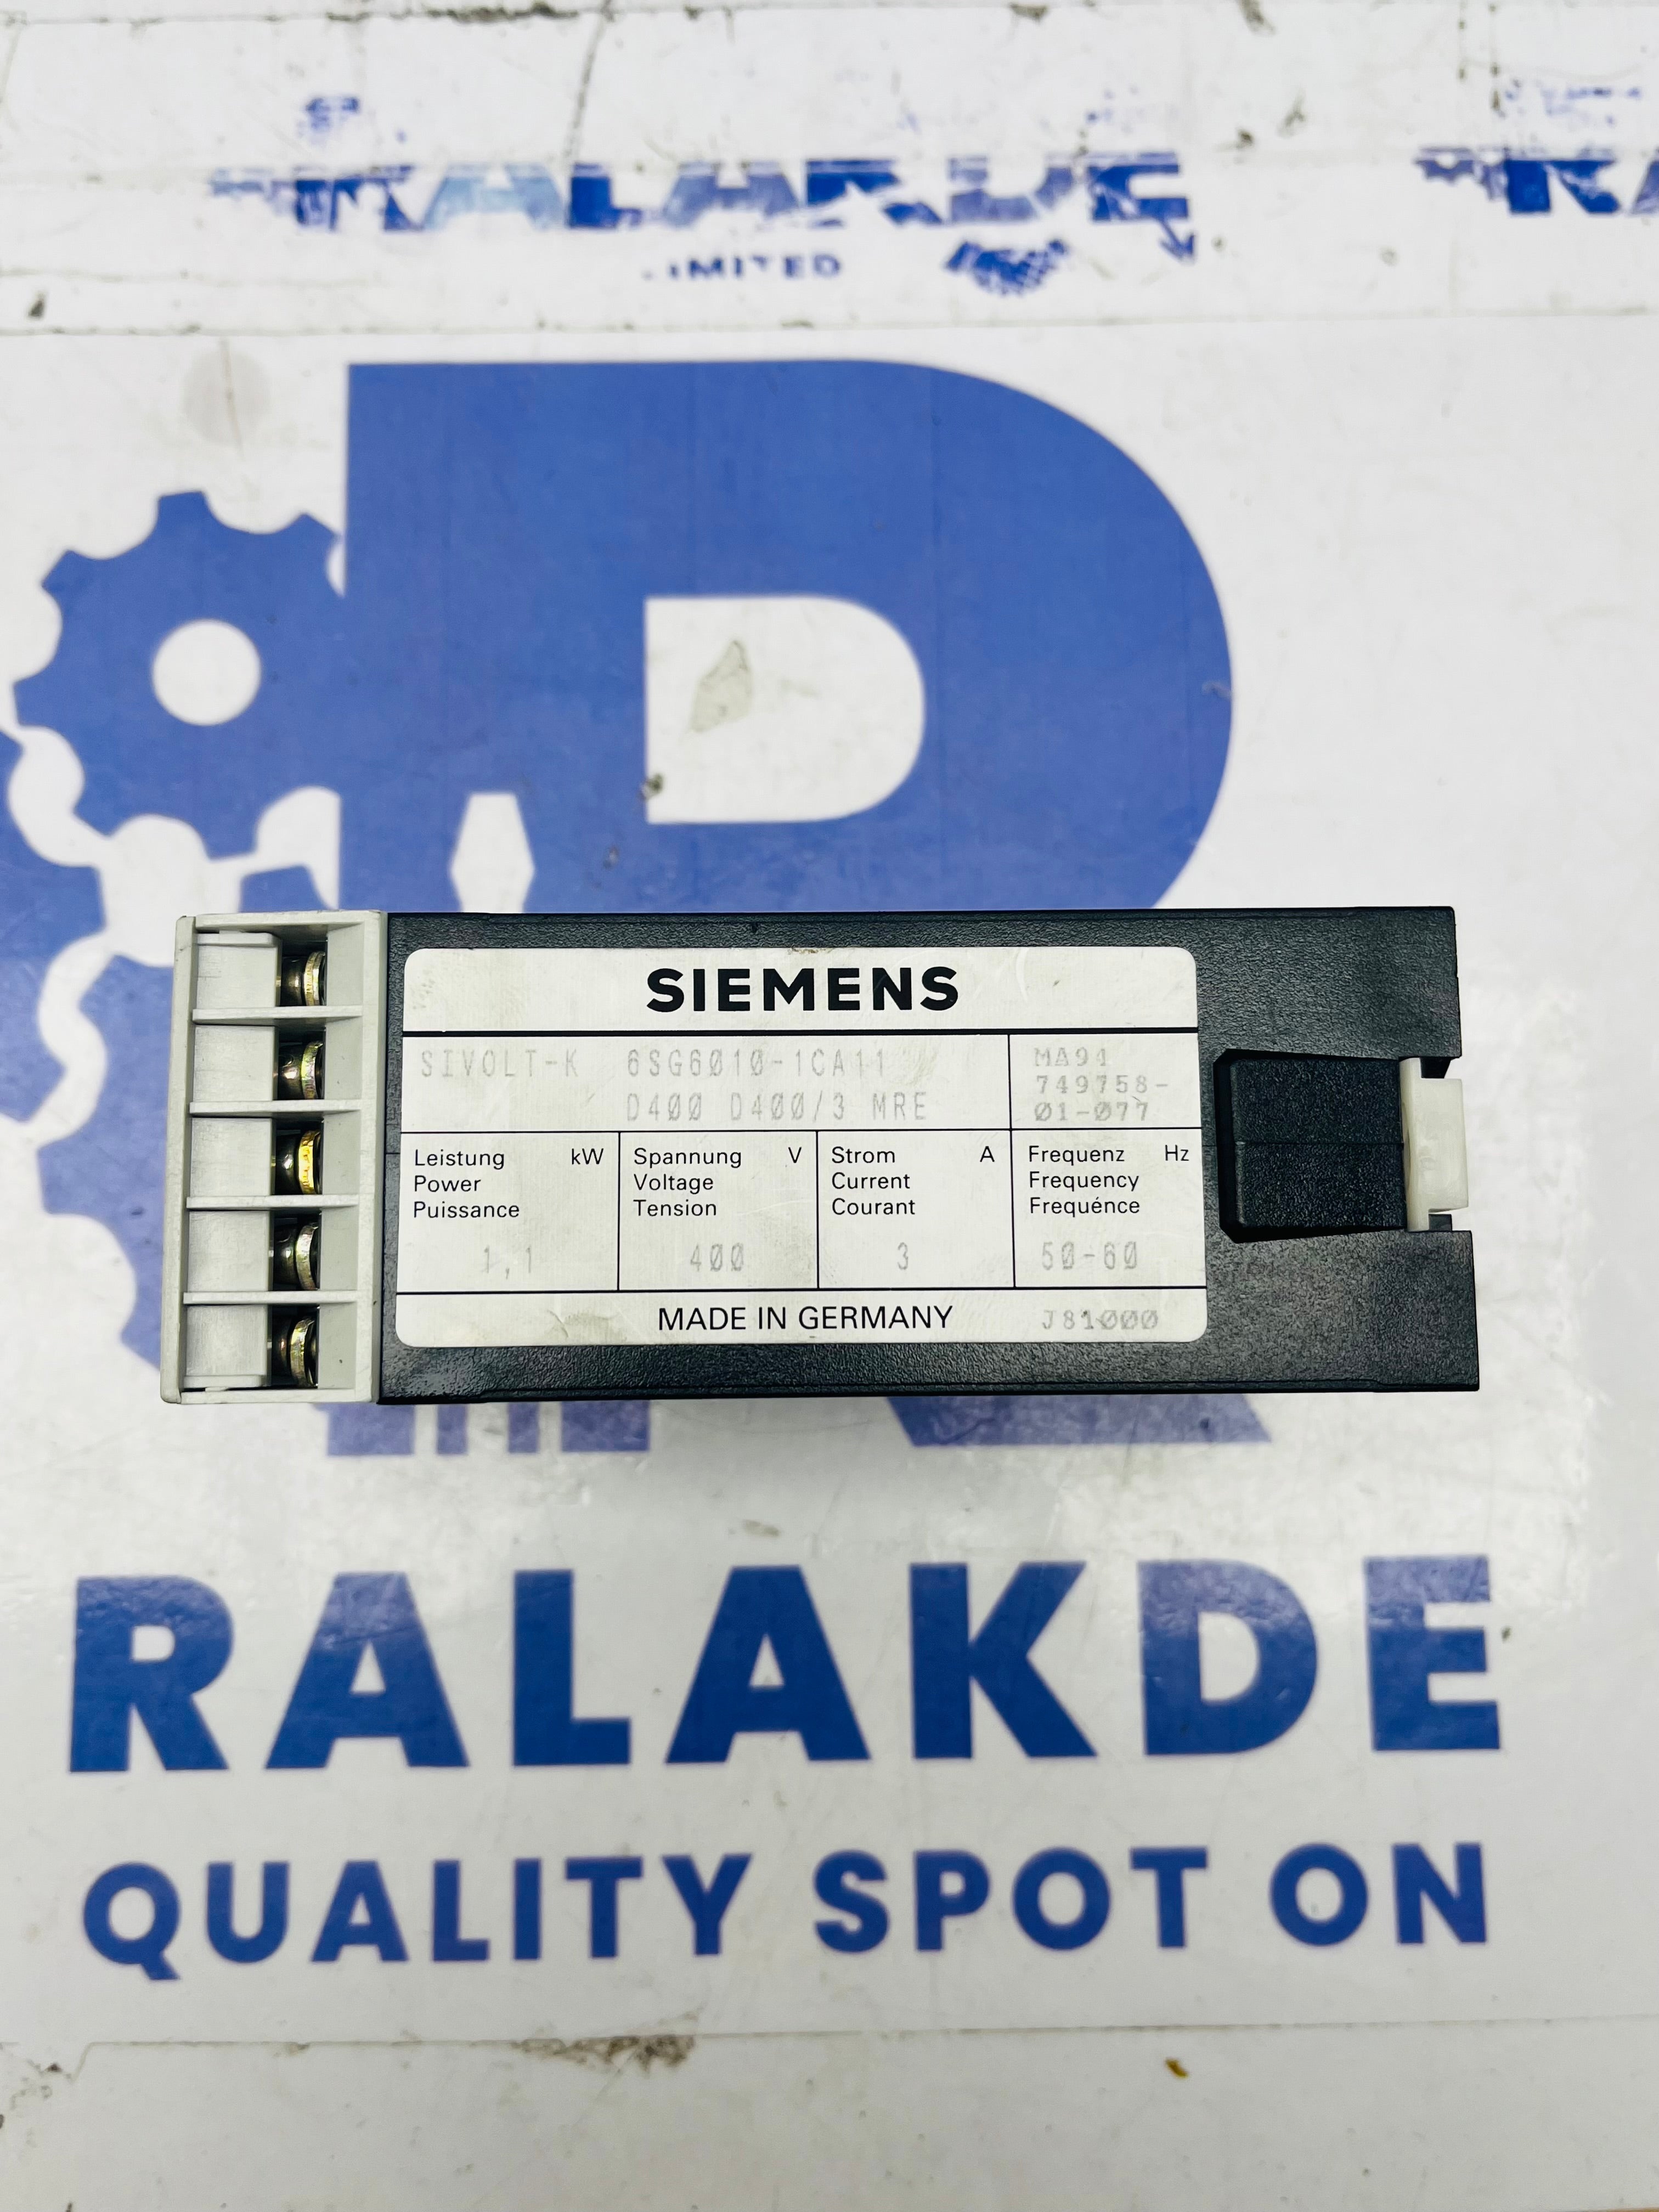 RALAKDE
LIMITED
SIEMENS
SIVOLT-K 6SG6010-1CA11
D400 D400/3 MRE
MA91
749758-
01-077
Leistung kW
Power
Puissance
1,1
Spannung V
Voltage
Tension
400
Strom A
Current
Courant
3
Frequenz Hz
Frequency
Frequénce
50-60
MADE IN GERMANY J81000
RALAKDE
QUALITY SPOT ON